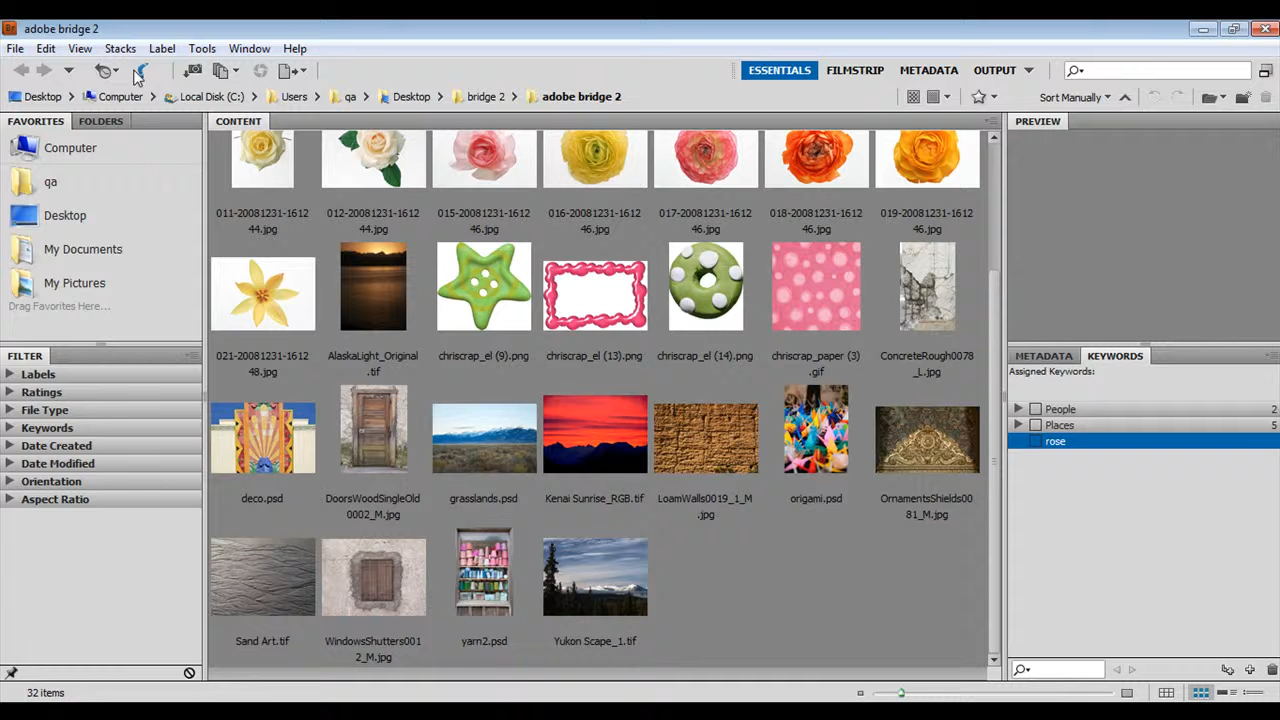 Br adobe bridge 2
File Edit View Stacks Label Tools Window Help
ESSENTIALS FILMSTRIP METADATA OUTPUT
Desktop Computer Local Disk (C:) Users qa Desktop bridge 2 adobe bridge 2 Sort Manually
FAVORITES FOLDERS CONTENT PREVIEW
Computer
qa
Desktop
My Documents
My Pictures
Drag Favorites Here...
FILTER
Labels
Ratings
File Type
Keywords
Date Created
Date Modified
Orientation
Aspect Ratio
011-20081231-1612 012-20081231-1612 015-20081231-1612 016-20081231-1612 017-20081231-1612 018-20081231-1612 019-20081231-1612
44.jpg 44.jpg 46.jpg 46.jpg 46.jpg 46.jpg 46.jpg
021-20081231-1612 AlaskaLight_Original chriscrap_el (9).png chriscrap_el (13).png chriscrap_el (14).png chriscrap_paper (3) ConcreteRough0078
48.jpg .tif .gif _L.jpg
deco.psd DoorsWoodSingleOld grasslands.psd Kenai Sunrise_RGB.tif LoamWalls0019_1_M origami.psd OrnamentsShields00
0002_M.jpg .jpg 81_M.jpg
Sand Art.tif WindowsShutters001 yarn2.psd Yukon Scape_1.tif
2_M.jpg
METADATA KEYWORDS
Assigned Keywords:
People 2
Places 5
rose
32 items